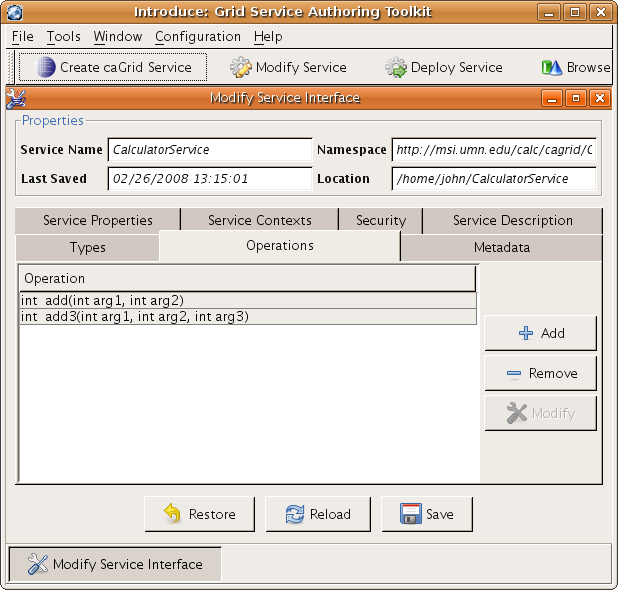 Introduce: Grid Service Authoring Toolkit
File Tools Window Configuration Help
Create caGrid Service Modify Service Deploy Service Browse
Modify Service Interface
Properties
Service Name CalculatorService Namespace http://msi.umn.edu/calc/cagrid/C
Last Saved 02/26/2008 13:15:01 Location /home/john/CalculatorService
Service Properties Service Contexts Security Service Description
Types Operations Metadata
Operation
int add(int arg1, int arg2)
int add3(int arg1, int arg2, int arg3)
Add
Remove
Modify
Restore Reload Save
Modify Service Interface